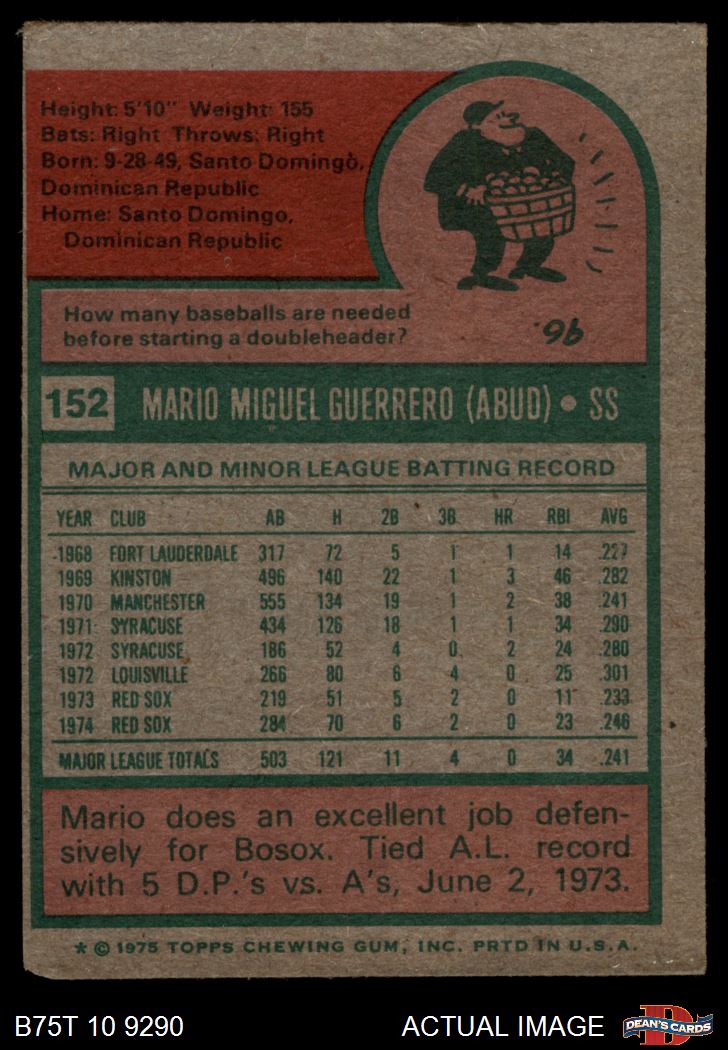 Height: 5'10" Weight: 155
Bats: Right Throws: Right
Born: 9-28-49, Santo Domingo,
Dominican Republic
Home: Santo Domingo,
Dominican Republic
How many baseballs are needed
before starting a doubleheader?
96.
152 MARIO MIGUEL GUERRERO (ABUD) • SS
MAJOR AND MINOR LEAGUE BATTING RECORD
YEAR CLUB AB H 2B 3B HR RBI AVG
1968 FORT LAUDERDALE 317 72 5 1 1 14 .227
1969 KINSTON 496 140 22 1 3 46 .282
1970 MANCHESTER 555 134 19 1 2 38 .241
1971 SYRACUSE 434 126 18 1 1 34 .290
1972 SYRACUSE 186 52 4 0 2 24 .280
1972 LOUISVILLE 266 80 6 4 0 25 .301
1973 RED SOX 219 51 5 2 0 11 .233
1974 RED SOX 284 70 6 2 0 23 .246
MAJOR LEAGUE TOTALS 503 121 11 4 0 34 .241
Mario does an excellent job defen-
sively for Bosox. Tied A.L. record
with 5 D.P.'s vs. A's, June 2, 1973.
* © 1975 TOPPS CHEWING GUM, INC. PRTD IN U.S.A.
B75T 10 9290 ACTUAL IMAGE D DEAN'S CARDS